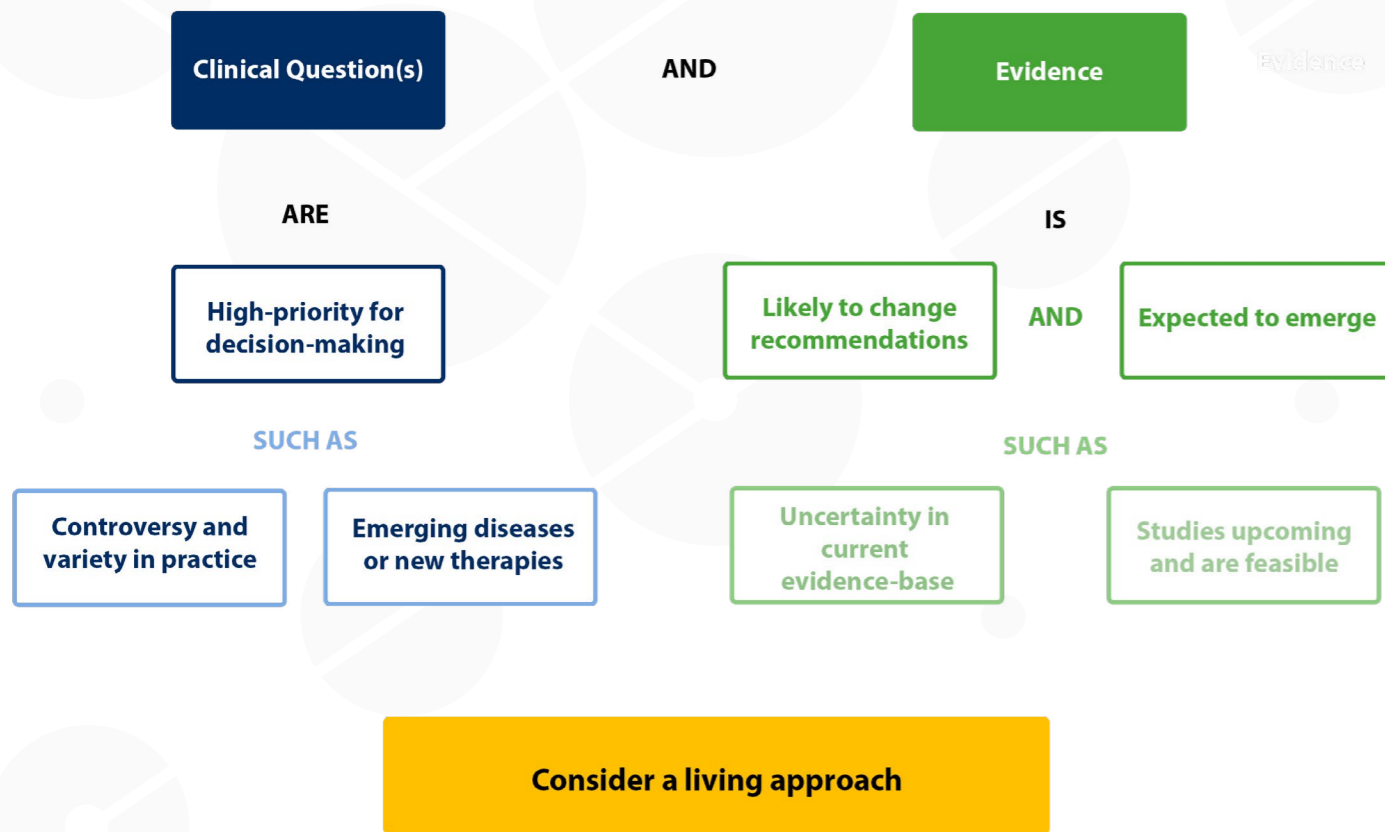 Clinical Question(s)
AND
Evidence
Evidence
ARE
IS
High-priority for
decision-making
Likely to change
recommendations
AND
Expected to emerge
SUCH AS
SUCH AS
Controversy and
variety in practice
Emerging diseases
or new therapies
Uncertainty in
current
evidence-base
Studies upcoming
and are feasible
Consider a living approach